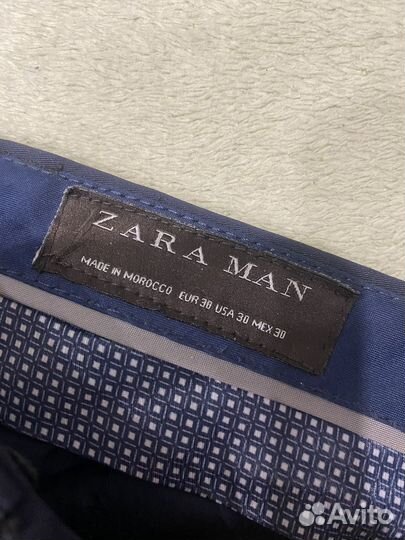 ZARA MAN
MADE IN MOROCCO EUR 38 USA 30 MEX 30
Avito